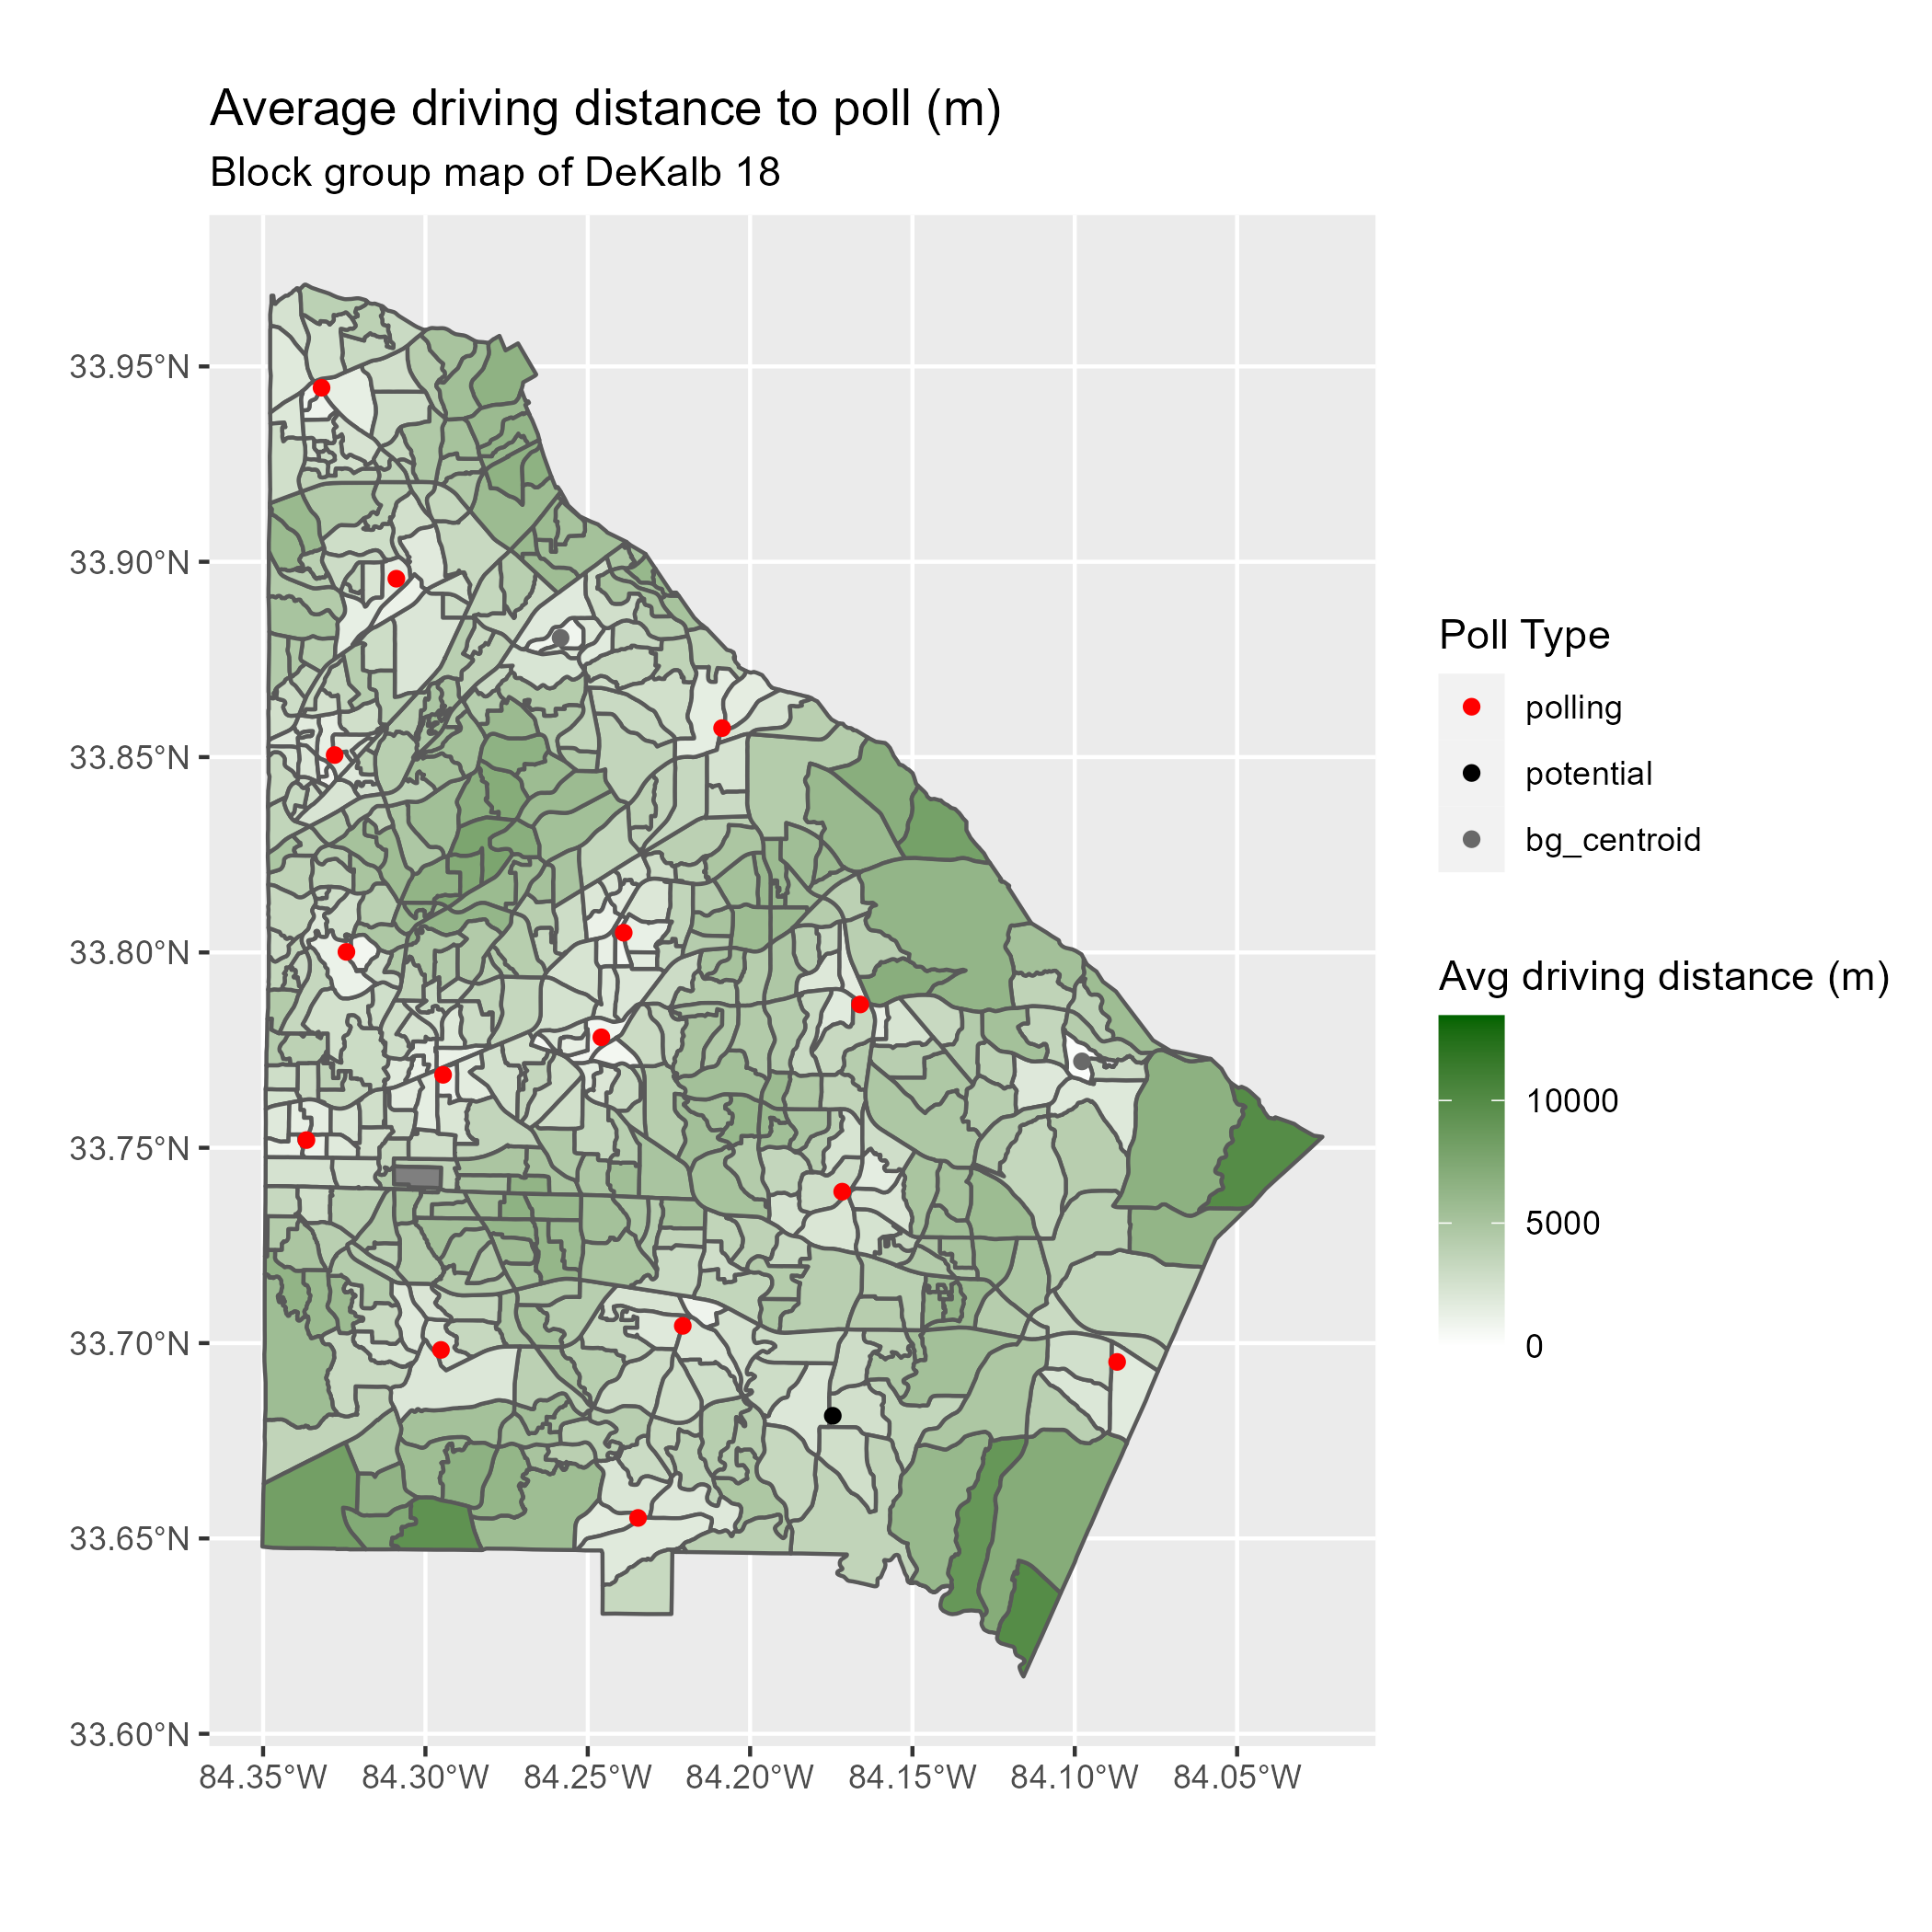 Average driving distance to poll (m)
Block group map of DeKalb 18
33.95°N
33.90°N
33.85°N
33.80°N
33.75°N
33.70°N
33.65°N
33.60°N
84.35°W 84.30°W 84.25°W 84.20°W 84.15°W 84.10°W 84.05°W
Poll Type
polling
potential
bg_centroid
Avg driving distance (m)
10000
5000
0